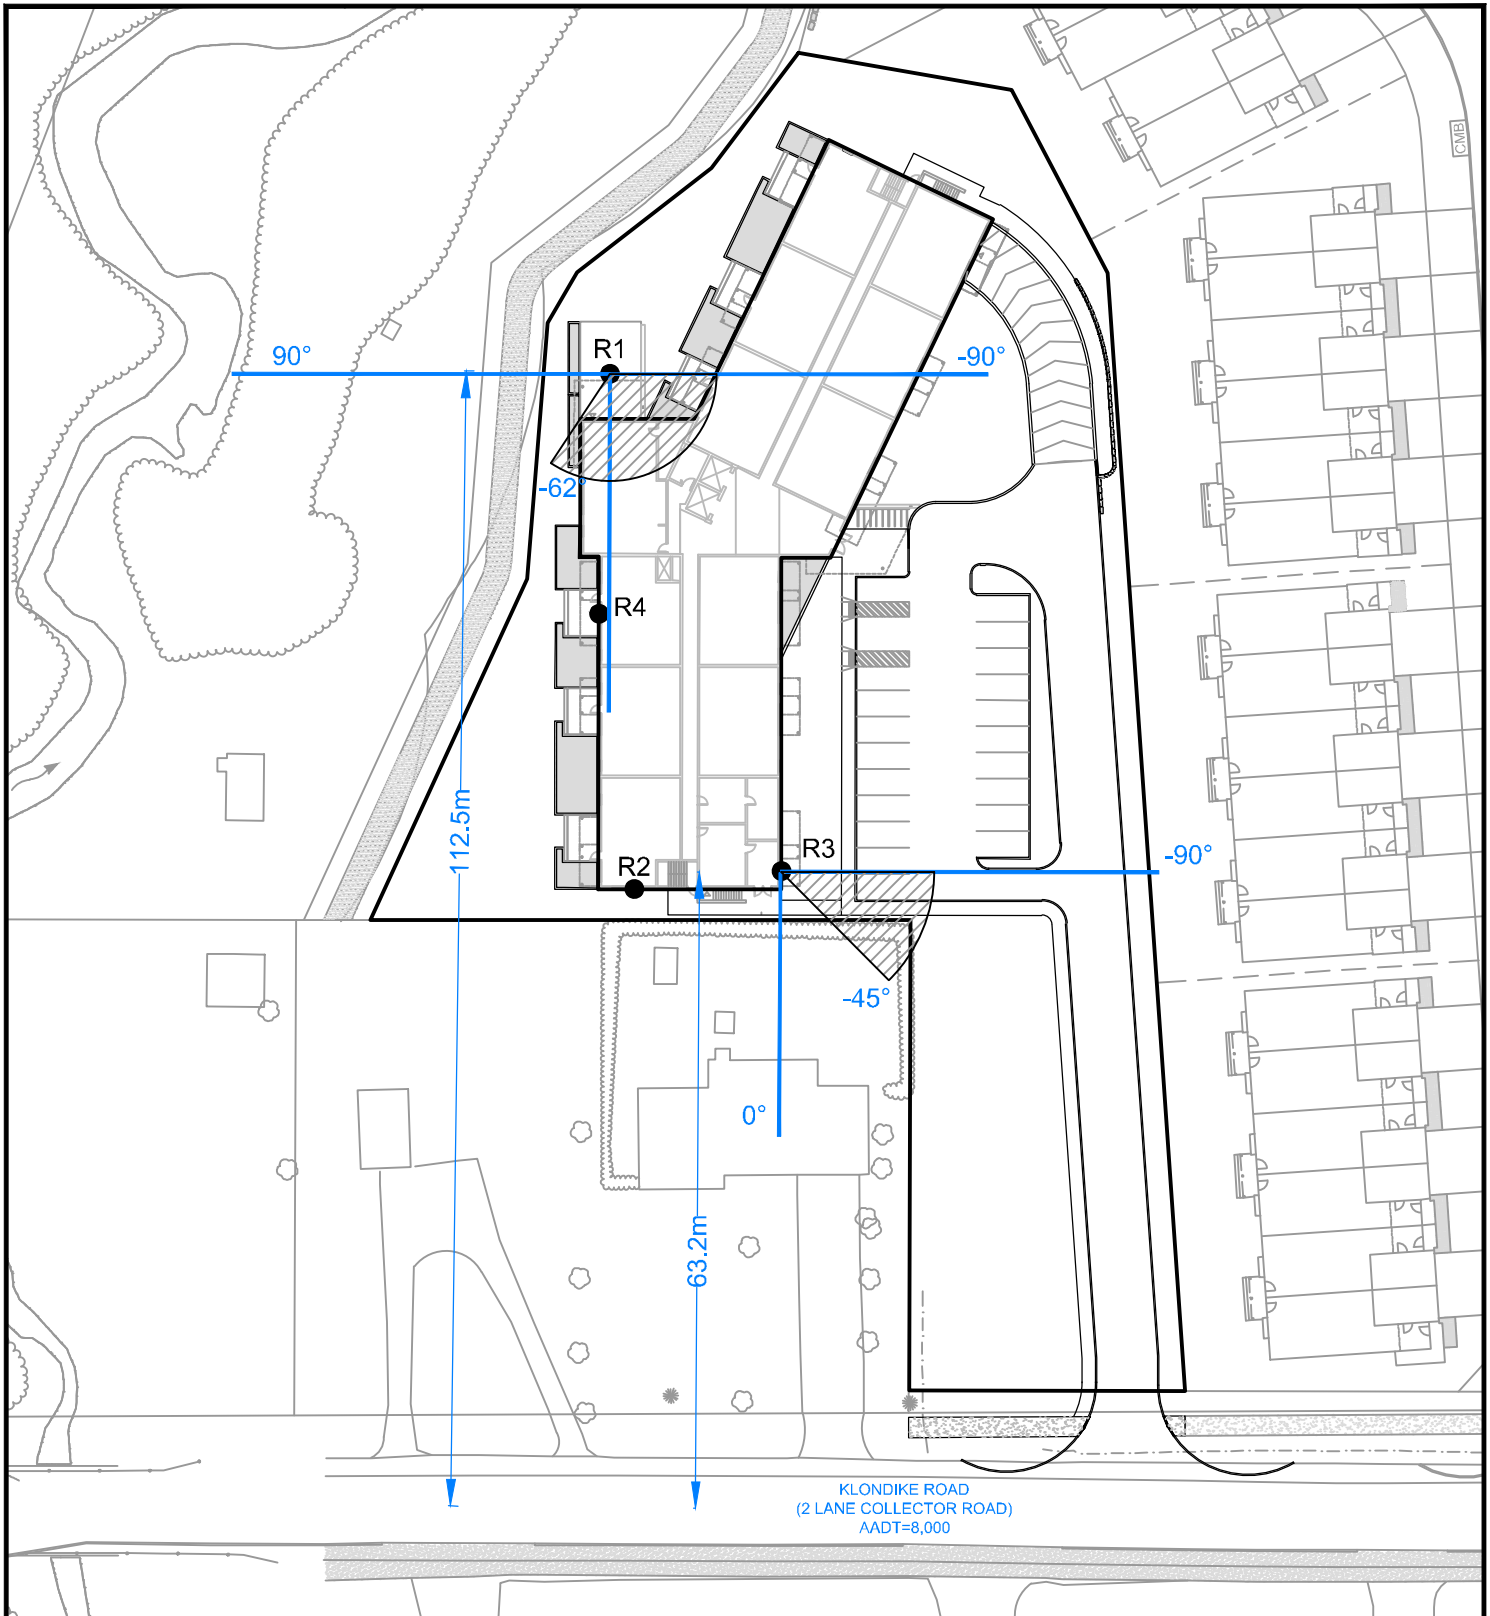 CMB
R1
90°
-90°
-62°
R4
112.5m
R3
-90°
R2
-45°
0°
63.2m
KLONDIKE ROAD
(2 LANE COLLECTOR ROAD)
AADT=8,000